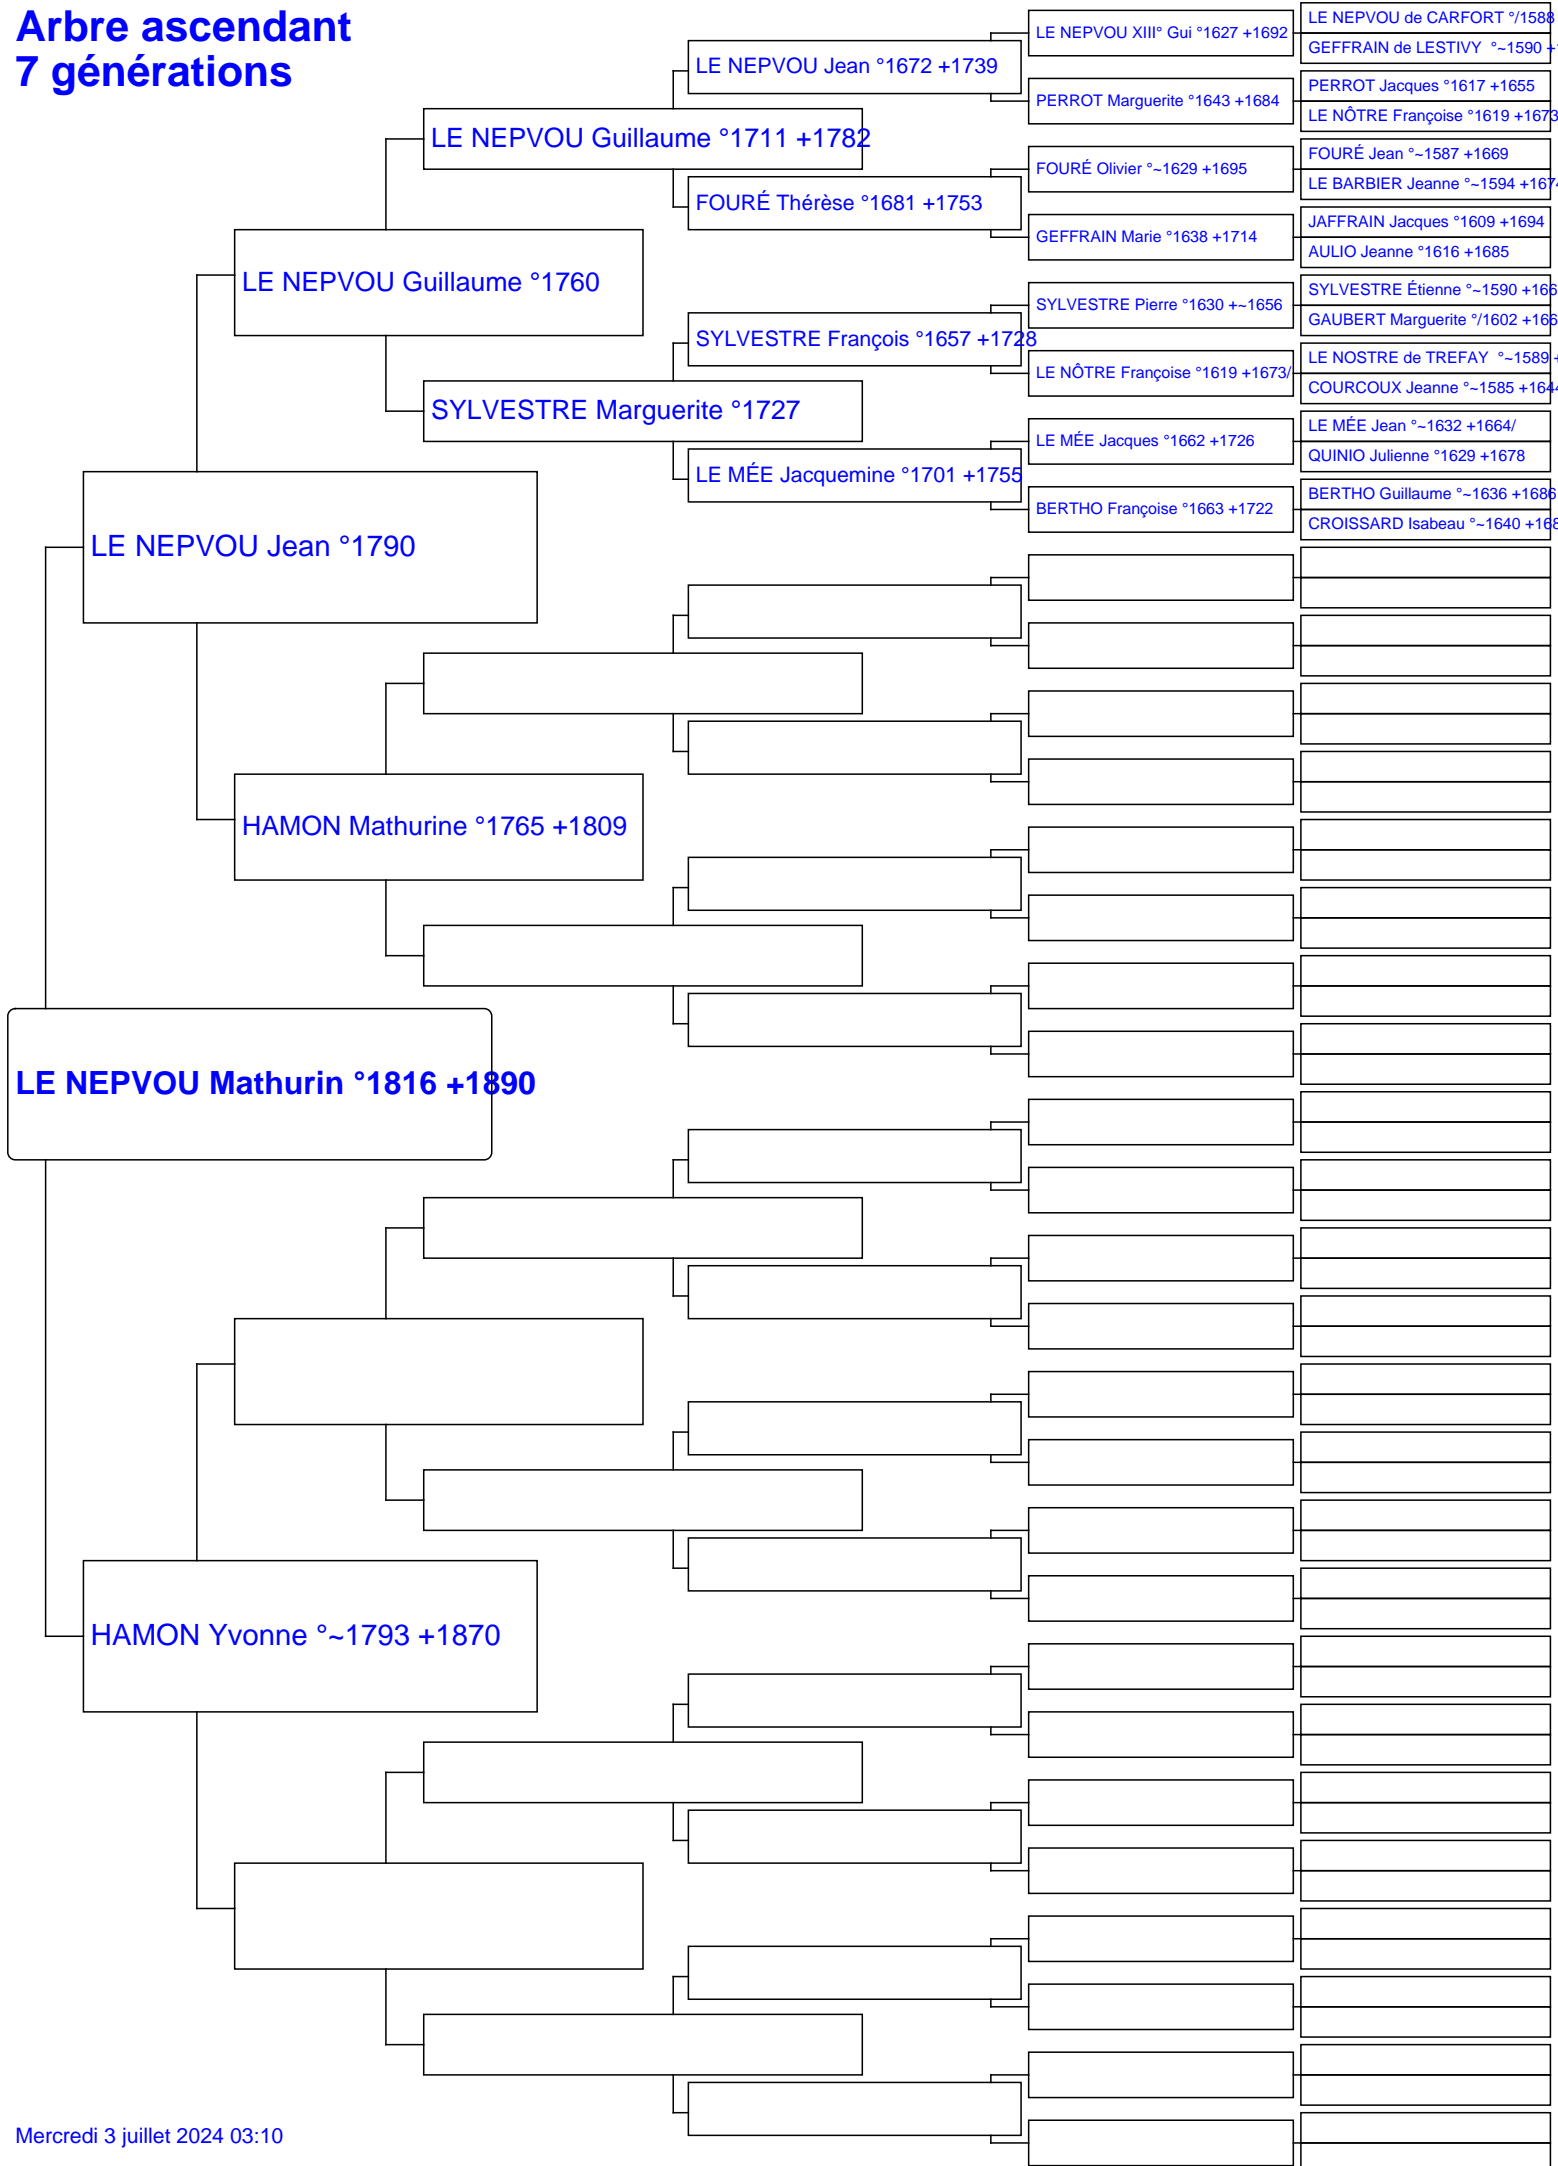 Arbre ascendant
7 générations
LE NEPVOU de CARFORT °/1588
LE NEPVOU XIII° Gui °1627 +1692
GEFFRAIN de LESTIVY °~1590
LE NEPVOU Jean °1672 +1739
PERROT Jacques °1617 +1655
PERROT Marguerite °1643 +1684
LE NÔTRE Françoise °1619 +1673
LE NEPVOU Guillaume °1711 +1782
FOURÉ Jean °~1587 +1669
FOURÉ Olivier °~1629 +1695
LE BARBIER Jeanne °~1594 +1674
FOURÉ Thérèse °1681 +1753
JAFFRAIN Jacques °1609 +1694
GEFFRAIN Marie °1638 +1714
AULIO Jeanne °1616 +1685
LE NEPVOU Guillaume °1760
SYLVESTRE Étienne °~1590
SYLVESTRE Pierre °1630 +~1656
GAUBERT Marguerite °/1602
SYLVESTRE François °1657 +1728
LE NOSTRE de TREFAY °~1589
LE NÔTRE Françoise °1619 +1673/
COURCOUX Jeanne °~1585 +1644
SYLVESTRE Marguerite °1727
LE MÉE Jean °~1632 +1664/
LE MÉE Jacques °1662 +1726
QUINIO Julienne °1629 +1678
LE MÉE Jacquemine °1701 +1755
BERTHO Guillaume °~1636 +1686
BERTHO Françoise °1663 +1722
CROISSARD Isabeau °~1640
LE NEPVOU Jean °1790
HAMON Mathurine °1765 +1809
LE NEPVOU Mathurin °1816 +1890
HAMON Yvonne °~1793 +1870
Mercredi 3 juillet 2024 03:10